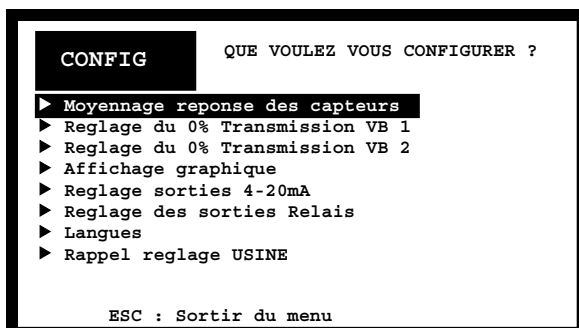 CONFIG
QUE VOULEZ VOUS CONFIGURER ?
Moyennage reponse des capteurs
Reglage du 0% Transmission VB 1
Reglage du 0% Transmission VB 2
Affichage graphique
Reglage sorties 4-20mA
Reglage des sorties Relais
Langues
Rappel reglage USINE
ESC : Sortir du menu